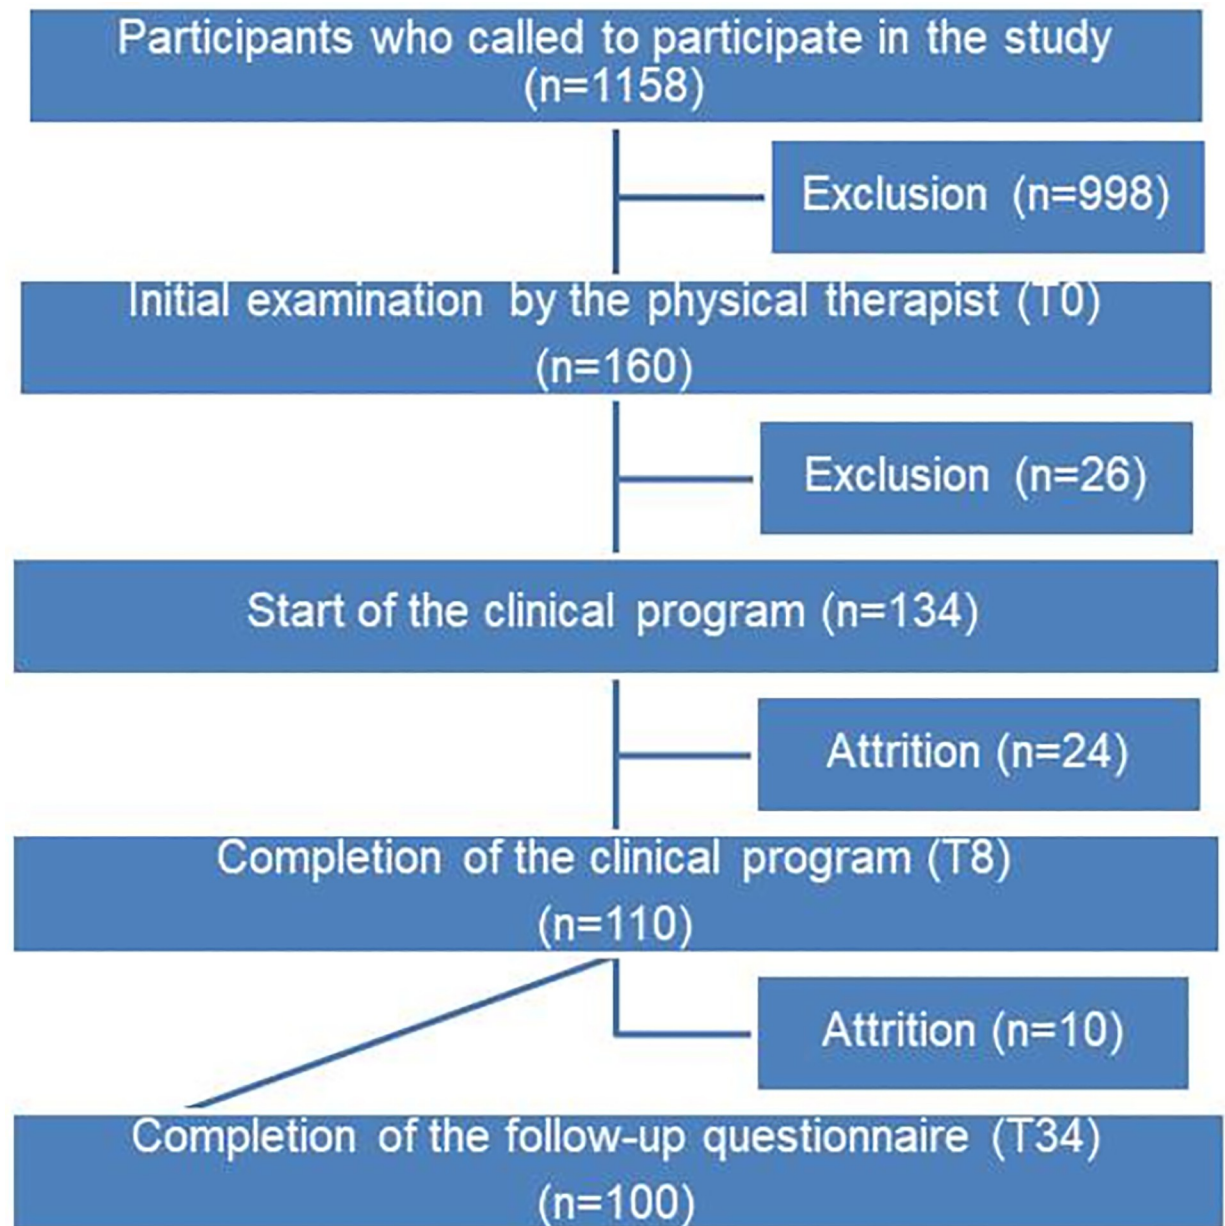 Participants who called to participate in the study
(n=1158)
Exclusion (n=998)
Initial examination by the physical therapist (T0)
(n=160)
Exclusion (n=26)
Start of the clinical program (n=134)
Attrition (n=24)
Completion of the clinical program (T8)
(n=110)
Attrition (n=10)
Completion of the follow-up questionnaire (T34)
(n=100)